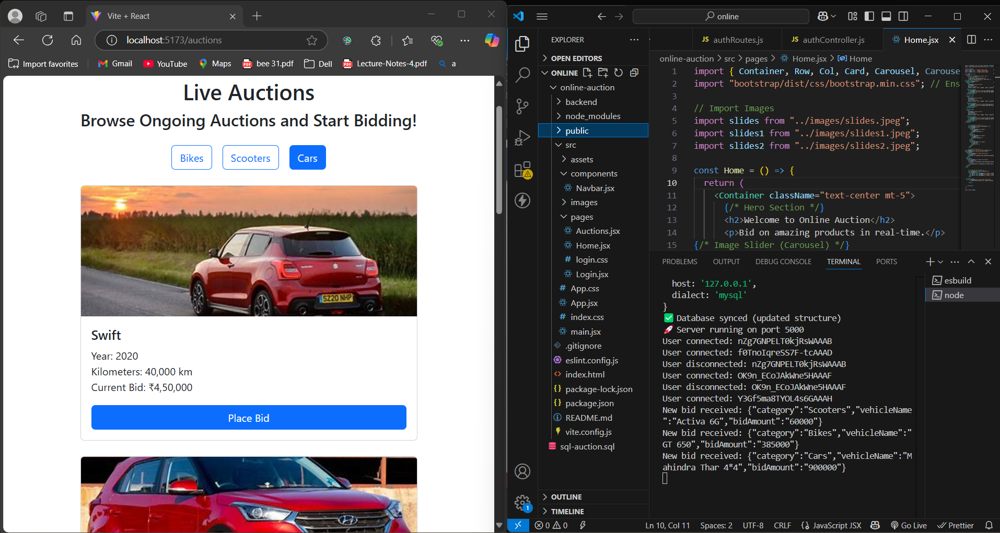 Vite + React
localhost:5173/auctions
Import favorites
Gmail
YouTube
Maps
bee 31.pdf
Dell
Lecture-Notes-4.pdf
a
Live Auctions
Browse Ongoing Auctions and Start Bidding!
Bikes
Scooters
Cars
SZ20 NHP
Swift
Year: 2020
Kilometers: 40,000 km
Current Bid: ₹4,50,000
Place Bid
online
EXPLORER
OPEN EDITORS
ONLINE
online-auction
backend
node_modules
public
src
assets
components
Navbar.jsx
images
pages
Auctions.jsx
Home.jsx
# login.css
Login.jsx
# App.css
App.jsx
# index.css
main.jsx
.gitignore
eslint.config.js
<> index.html
{} package-lock.json
{} package.json
README.md
vite.config.js
sql-auction.sql
OUTLINE
TIMELINE
1
JS authRoutes.js
JS authController.js
Home.jsx
online-auction > src > pages > Home.jsx > Home
1 import { Container, Row, Col, Card, Carousel, Carouse
2 import "bootstrap/dist/css/bootstrap.min.css"; // Ens
3
4 // Import Images
5 import slides from "../images/slides.jpeg";
6 import slides1 from "../images/slides1.jpeg";
7 import slides2 from "../images/slides2.jpeg";
8
9 const Home = () => {
10 return (
11 <Container className="text-center mt-5">
12 {/* Hero Section */}
13 <h2>Welcome to Online Auction</h2>
14 <p>Bid on amazing products in real-time.</p>
15 {/* Image Slider (Carousel) */}
PROBLEMS
OUTPUT
DEBUG CONSOLE
TERMINAL
PORTS
host: '127.0.0.1',
dialect: 'mysql'
}
✅ Database synced (updated structure)
🚀 Server running on port 5000
User connected: nZg7GNPELT0kjRsWAAAB
User connected: f0TnoIqreSS7F-tcAAAD
User disconnected: nZg7GNPELT0kjRsWAAAB
User connected: OK9n_ECoJAkWne5HAAAF
User disconnected: OK9n_ECoJAkWne5HAAAF
User connected: Y3Gf5ma8TYOL4s6GAAAH
New bid received: {"category":"Scooters","vehicleName
":"Activa 6G","bidAmount":"60000"}
New bid received: {"category":"Bikes","vehicleName":"
GT 650","bidAmount":"385000"}
New bid received: {"category":"Cars","vehicleName":"M
ahindra Thar 4*4","bidAmount":"900000"}
esbuild
node
0
0
Ln 10, Col 11
Spaces: 2
UTF-8
CRLF
{} JavaScript JSX
Go Live
Prettier